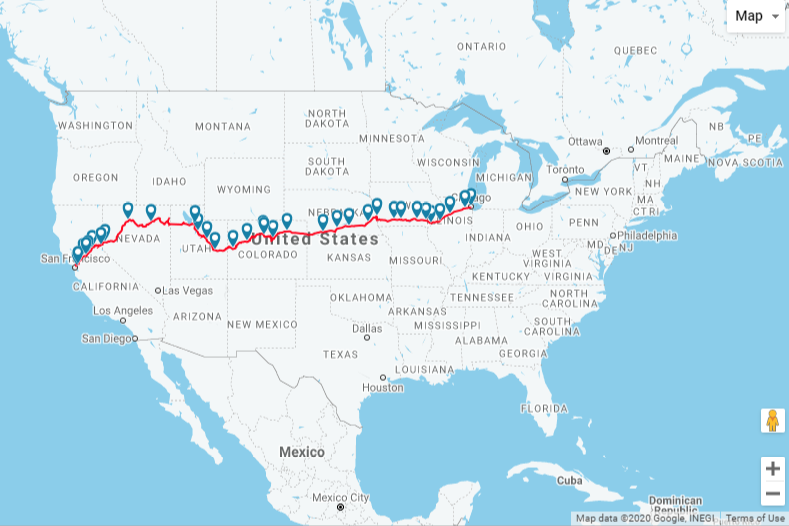 Map
ONTARIO
QUEBEC
WASHINGTON
MONTANA
NORTH
DAKOTA
MINNESOTA
Ottawa
Montreal
NB
PE
OREGON
IDAHO
SOUTH
DAKOTA
WISCONSIN
MICHIGAN
Toronto
VT
MAINE
NOVA SCOTIA
WYOMING
NEW YORK
NH
MA
CT
RI
NEBRASKA
ILLINOIS
OHIO
PENN
Philadelphia
NEVADA
UTAH
COLORADO
United States
KANSAS
MISSOURI
INDIANA
MD
DE
NJ
WEST
VIRGINIA
San Francisco
CALIFORNIA
Las Vegas
KENTUCKY
VIRGINIA
Los Angeles
ARIZONA
NEW MEXICO
OKLAHOMA
ARKANSAS
TENNESSEE
NORTH
CAROLINA
San Diego
Dallas
MISSISSIPPI
SOUTH
CAROLINA
ALABAMA
TEXAS
GEORGIA
LOUISIANA
Houston
FLORIDA
Mexico
Cuba
Mexico City
Dominican
Republic
Map data ©2020 Google, INEGI
Terms of Use